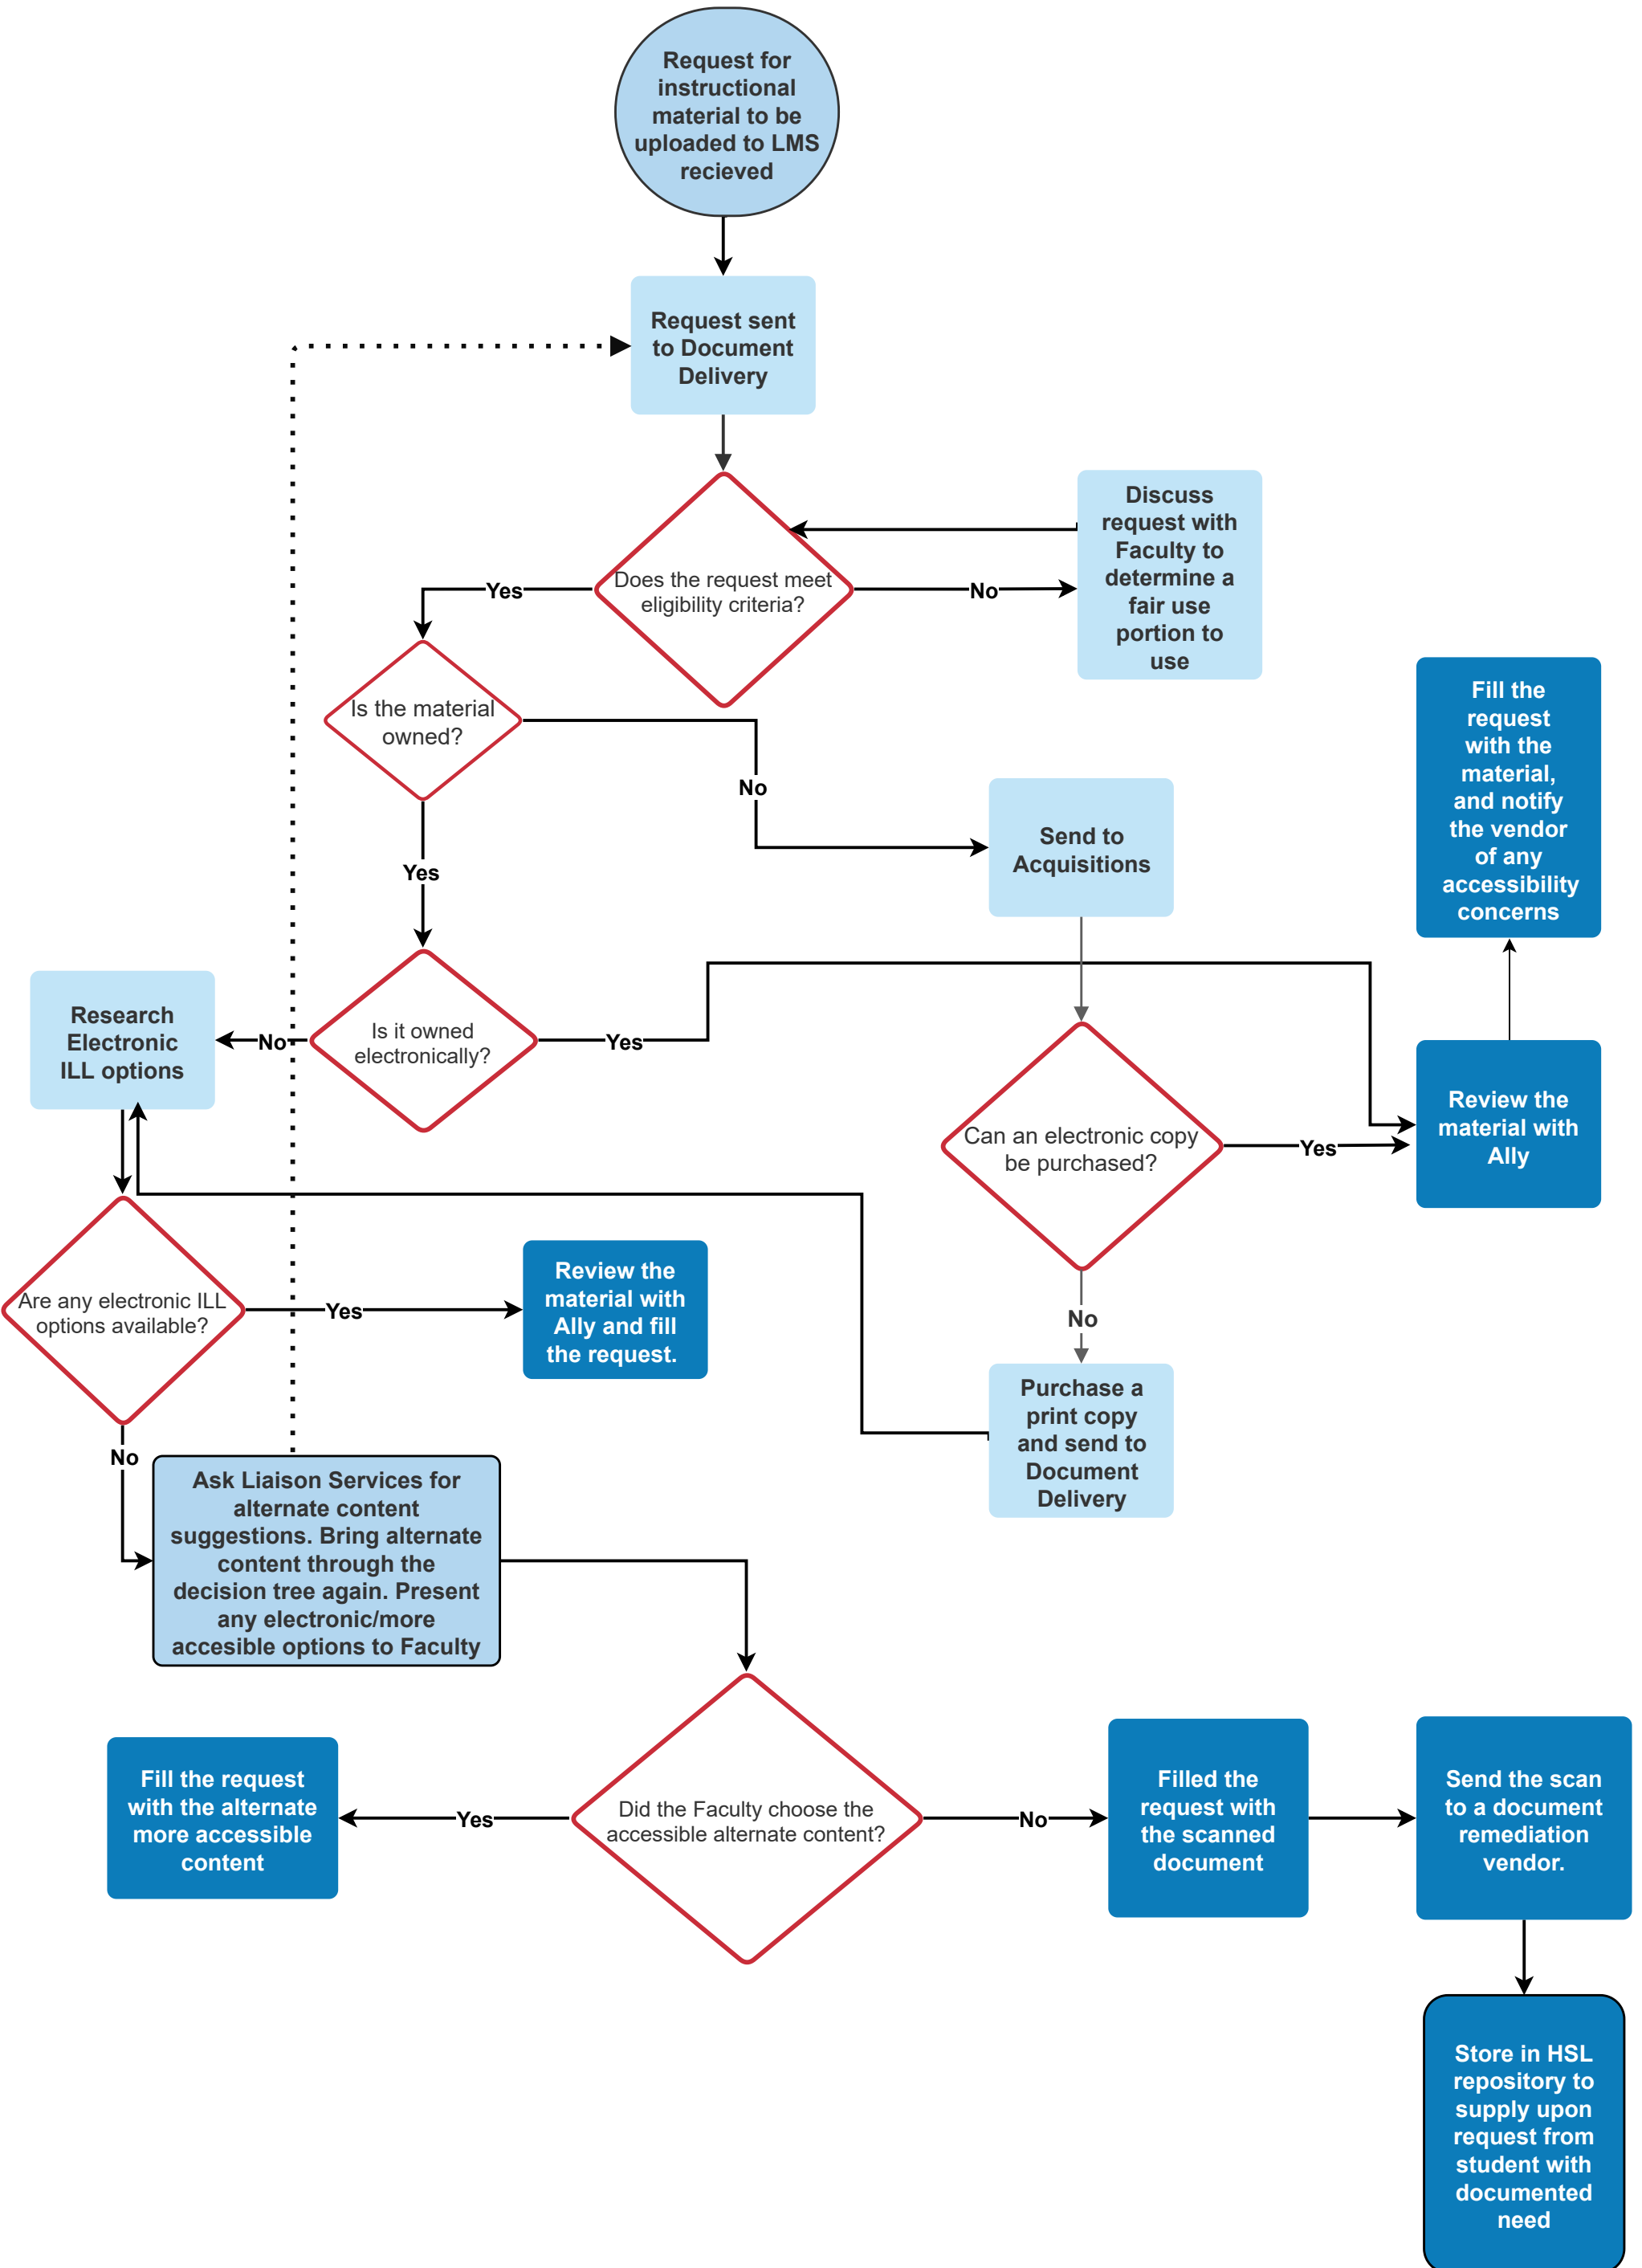 Request for
instructional
material to be
uploaded to LMS
recieved
Request sent
to Document
Delivery
Discuss
request with
Faculty to
determine a
fair use
portion to
use
Does the request meet
eligibility criteria?
Yes
No
Is the material
owned?
No
Yes
Fill the
request
with the
material,
and notify
the vendor
of any
accessibility
concerns
Send to
Acquisitions
Research
Electronic
ILL options
No
Is it owned
electronically?
Yes
Can an electronic copy
be purchased?
Yes
Review the
material with
Ally
Are any electronic ILL
options available?
Yes
Review the
material with
Ally and fill
the request.
No
Purchase a
print copy
and send to
Document
Delivery
No
Ask Liaison Services for
alternate content
suggestions. Bring alternate
content through the
decision tree again. Present
any electronic/more
accesible options to Faculty
Fill the request
with the alternate
more accessible
content
Yes
Did the Faculty choose the
accessible alternate content?
No
Filled the
request with
the scanned
document
Send the scan
to a document
remediation
vendor.
Store in HSL
repository to
supply upon
request from
student with
documented
need